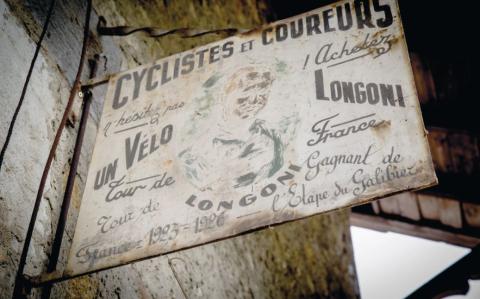 CYCLISTES ET COUREURS
n'hésitez pas
! Achetez
UN VÉLO
LONGONI
Tour de
France
LONGONI
Gagnant de
Tour de
l'Étape du Galibier
France 1923-1926